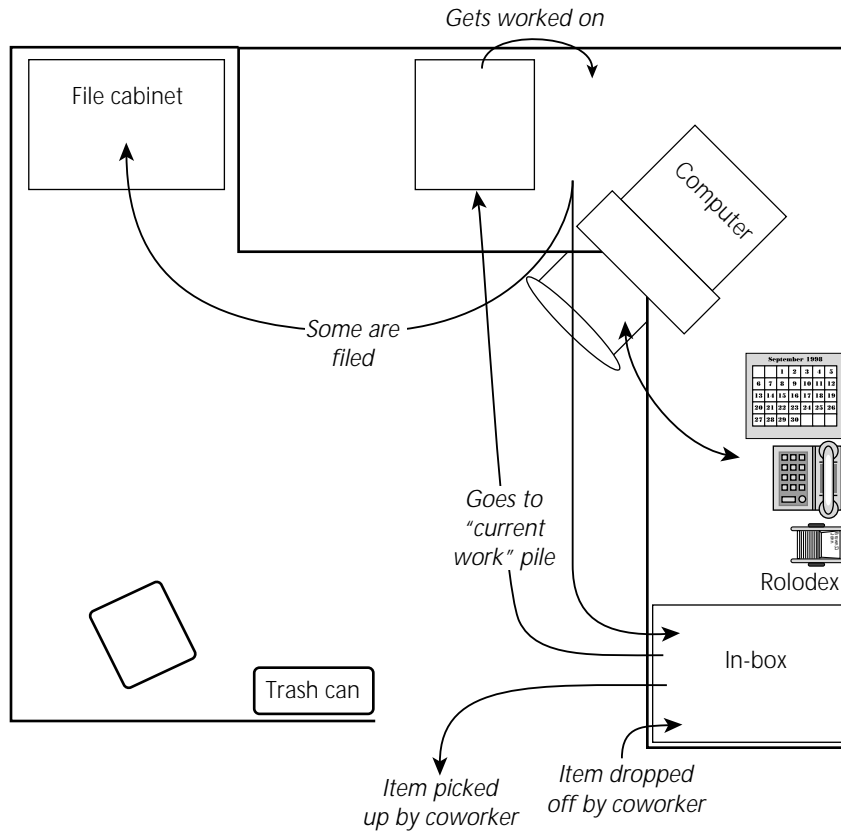 Gets worked on
File cabinet
Computer
Some are
filed
September 1998
1 2 3 4 5
6 7 8 9 10 11 12
13 14 15 16 17 18 19
20 21 22 23 24 25 26
27 28 29 30
Goes to
“current
work” pile
Rolodex
In-box
Trash can
Item picked
up by coworker
Item dropped
off by coworker